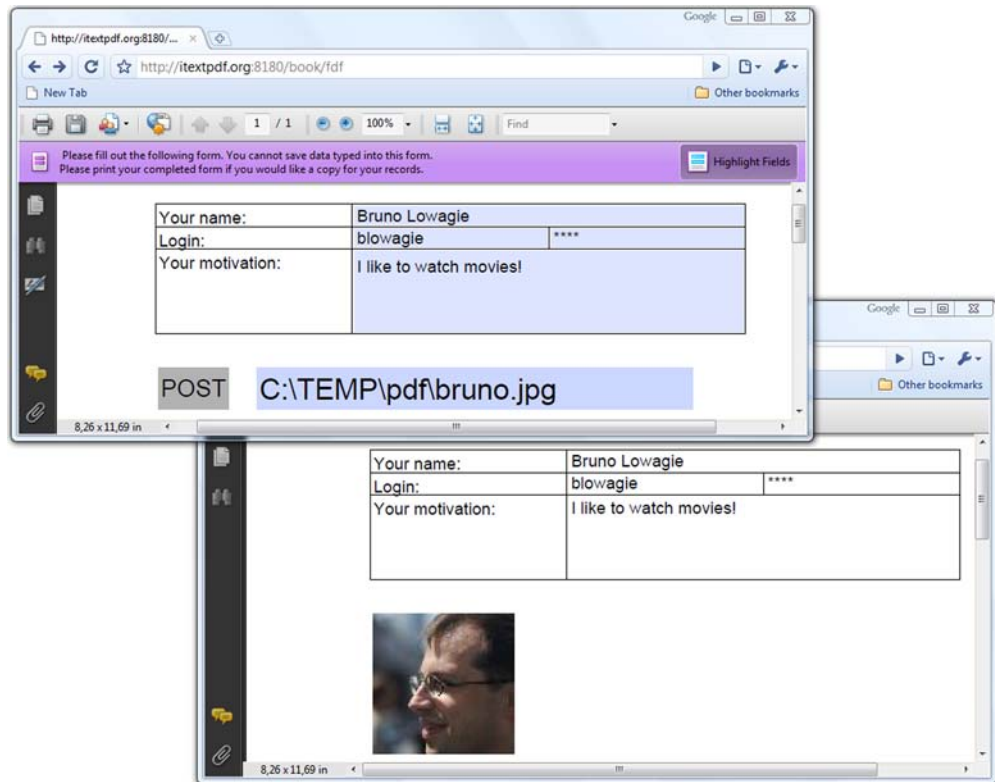 Google
http://itextpdf.org:8180/...
http://itextpdf.org:8180/book/fdf
New Tab
Other bookmarks
1 / 1
100%
Find
Please fill out the following form. You cannot save data typed into this form.
Please print your completed form if you would like a copy for your records.
Highlight Fields
Your name: Bruno Lowagie
Login: blowagie ****
Your motivation: I like to watch movies!
POST C:\TEMP\pdf\bruno.jpg
8,26 x 11,69 in
Google
Other bookmarks
Your name: Bruno Lowagie
Login: blowagie ****
Your motivation: I like to watch movies!
8,26 x 11,69 in